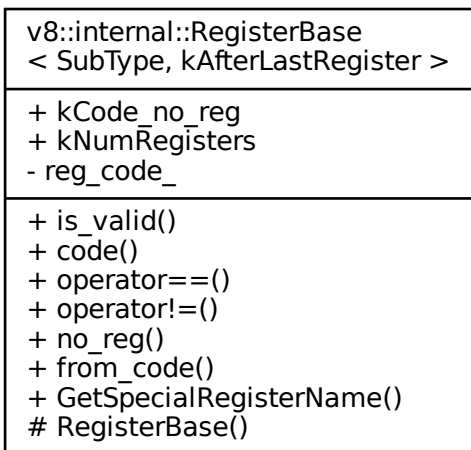 v8::internal::RegisterBase
< SubType, kAfterLastRegister >
+ kCode_no_reg
+ kNumRegisters
- reg_code_
+ is_valid()
+ code()
+ operator==()
+ operator!=()
+ no_reg()
+ from_code()
+ GetSpecialRegisterName()
# RegisterBase()